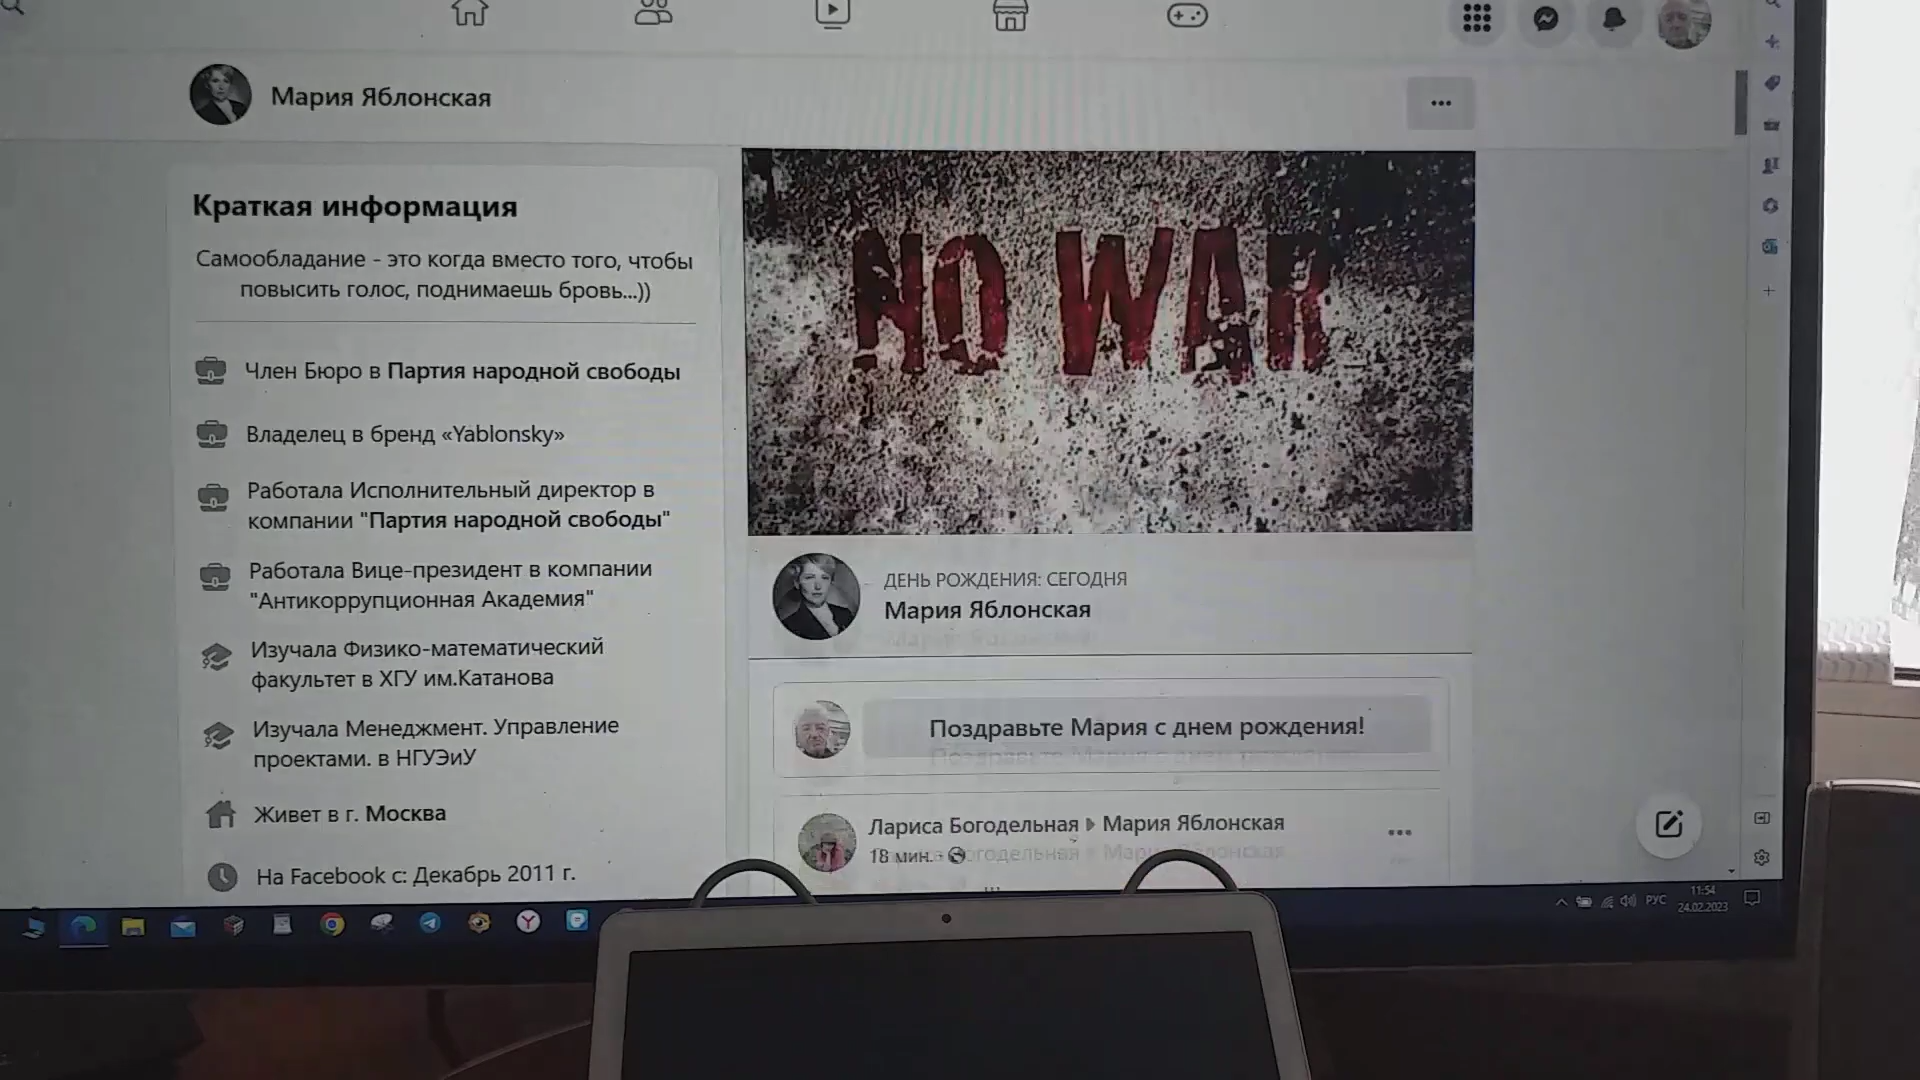 Мария Яблонская
Краткая информация
Самообладание - это когда вместо того, чтобы
повысить голос, поднимаешь бровь...))
Член Бюро в Партия народной свободы
Владелец в бренд «Yablonsky»
Работала Исполнительный директор в
компании "Партия народной свободы"
Работала Вице-президент в компании
"Антикоррупционная Академия"
Изучала Физико-математический
факультет в ХГУ им.Катанова
Изучала Менеджмент. Управление
проектами. в НГУЭиУ
Живет в г. Москва
На Facebook с: Декабрь 2011 г.
NO WAR
ДЕНЬ РОЖДЕНИЯ: СЕГОДНЯ
Мария Яблонская
Поздравьте Мария с днем рождения!
Лариса Богодельная ▸ Мария Яблонская
18 мин. ·
РУС
11:54
24.02.2023